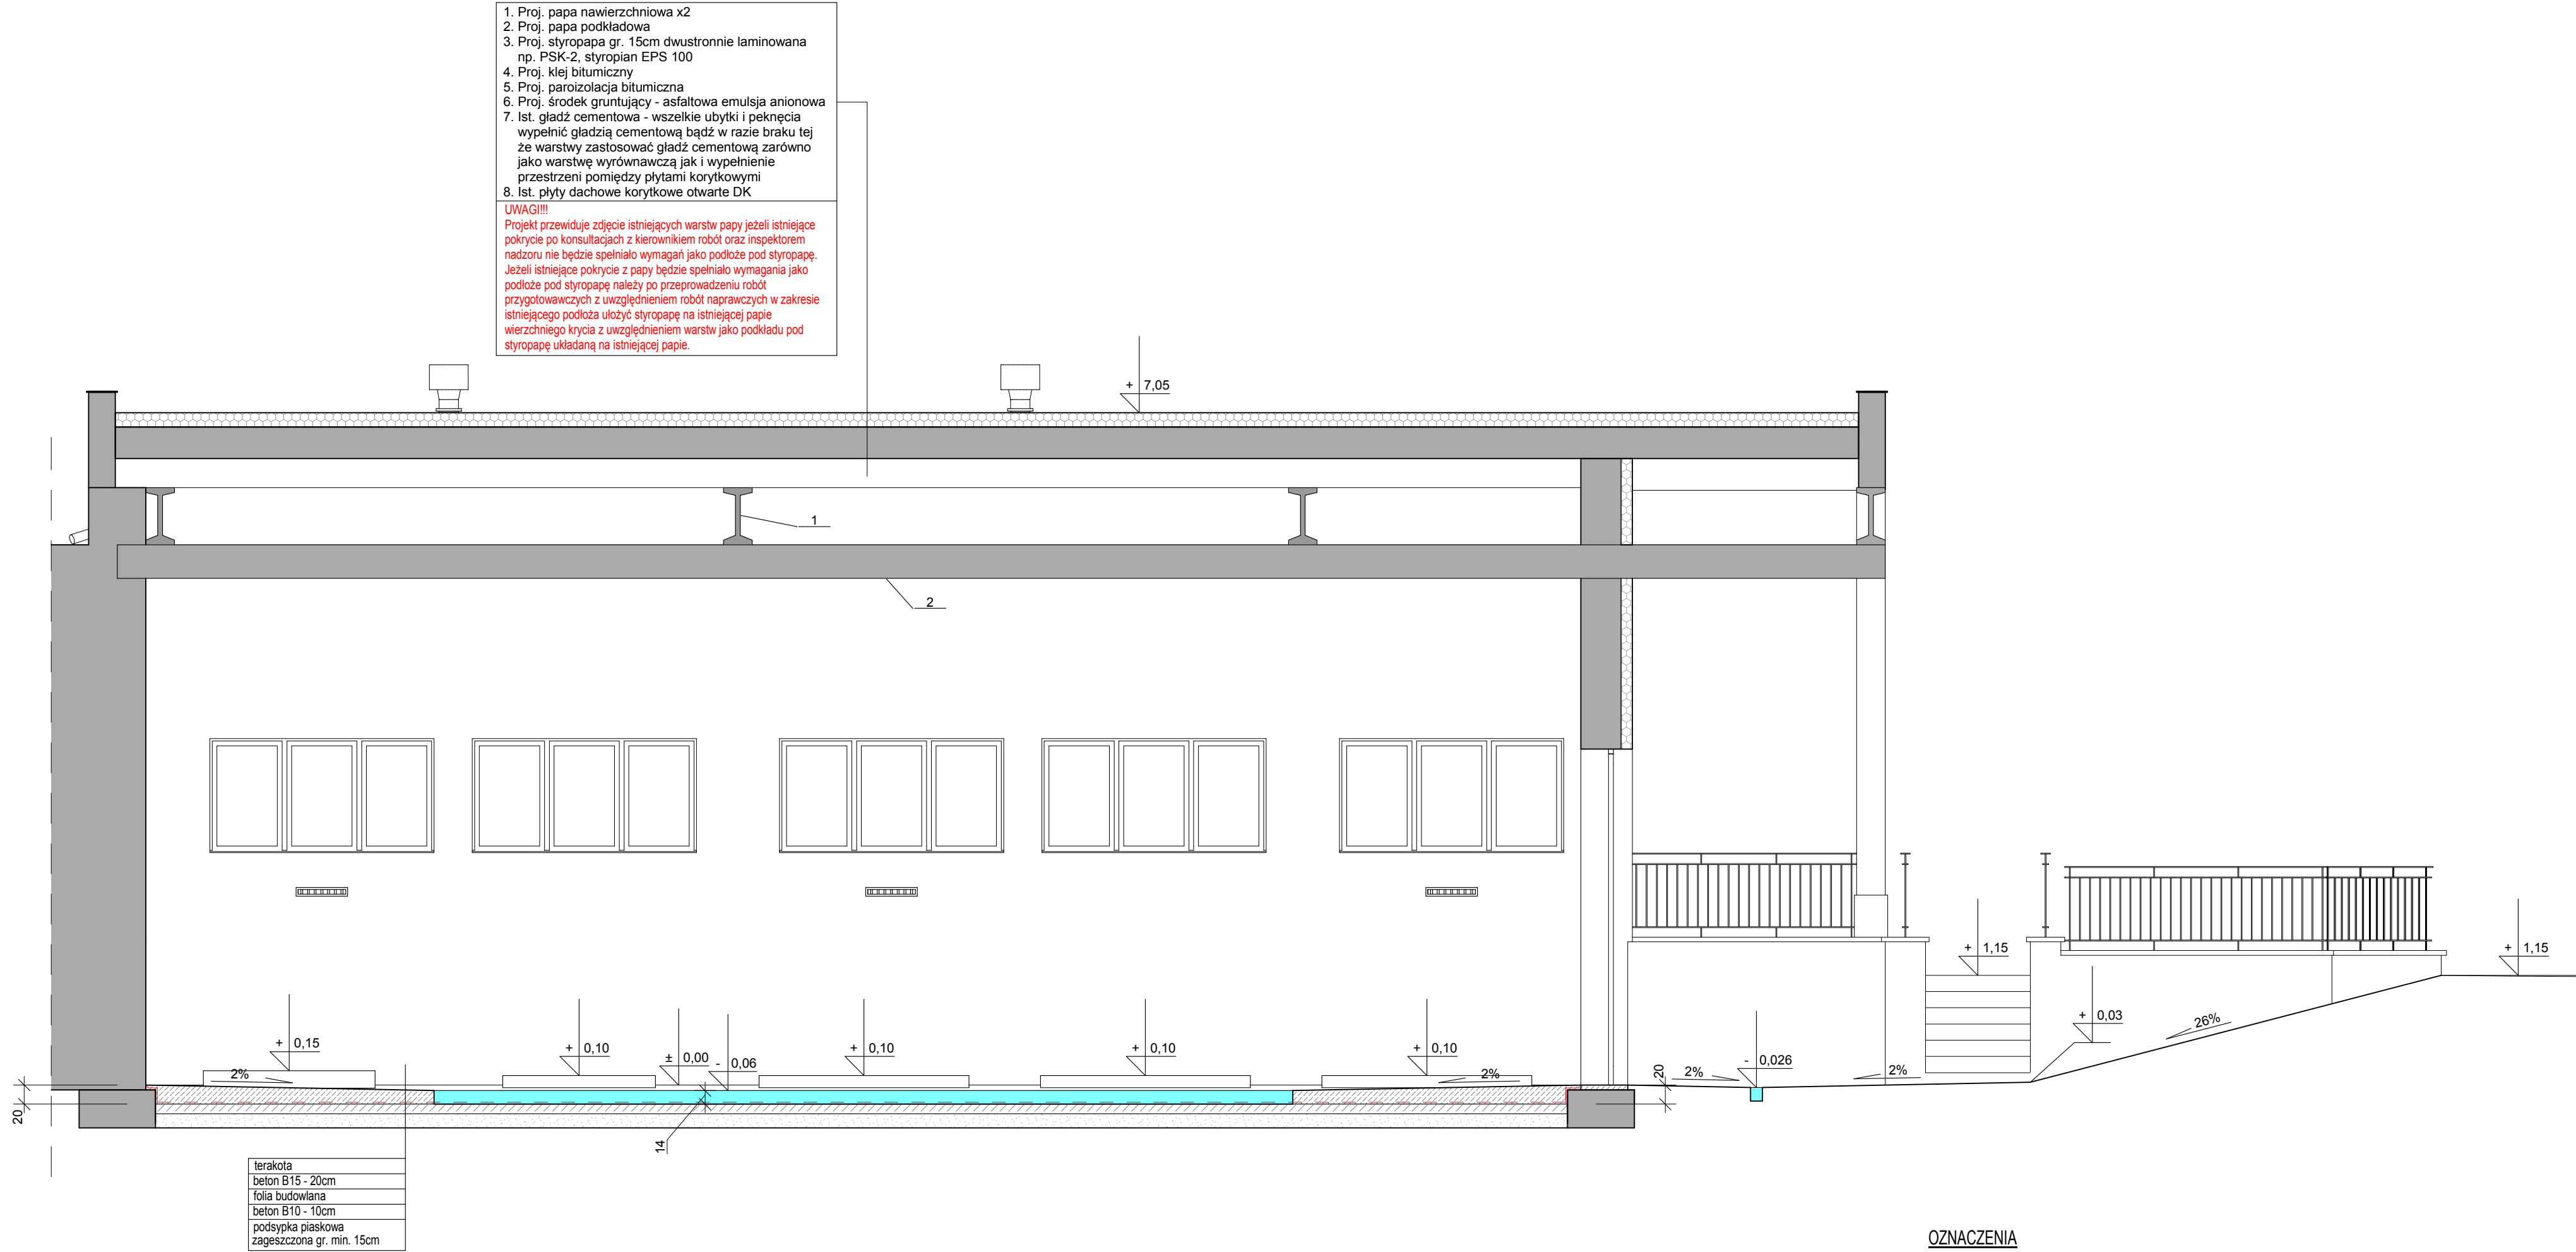 1. Proj. papa nawierzchniowa x2
2. Proj. papa podkładowa
3. Proj. styropapa gr. 15cm dwustronnie laminowana
np. PSK-2, styropian EPS 100
4. Proj. klej bitumiczny
5. Proj. paroizolacja bitumiczna
6. Proj. środek gruntujący - asfaltowa emulsja anionowa
7. Ist. gładź cementowa - wszelkie ubytki i peknęcia
wypełnić gładzią cementową bądź w razie braku tej
że warstwy zastosować gładź cementową zarówno
jako warstwę wyrównawczą jak i wypełnienie
przestrzeni pomiędzy płytami korytkowymi
8. Ist. płyty dachowe korytkowe otwarte DK
UWAGI!!!
Projekt przewiduje zdjęcie istniejących warstw papy jeżeli istniejące
pokrycie po konsultacjach z kierownikiem robót oraz inspektorem
nadzoru nie będzie spełniało wymagań jako podłoże pod styropapę.
Jeżeli istniejące pokrycie z papy będzie spełniało wymagania jako
podłoże pod styropapę należy po przeprowadzeniu robót
przygotowawczych z uwzględnieniem robót naprawczych w zakresie
istniejącego podłoża ułożyć styropapę na istniejącej papie
wierzchniego krycia z uwzględnieniem warstw jako podkładu pod
styropapę układaną na istniejącej papie.
+ 7,05
1
2
+ 1,15
+ 1,15
+ 0,03
26%
+ 0,15
+ 0,10
± 0,00
- 0,06
+ 0,10
+ 0,10
+ 0,10
- 0,026
2%
2%
2%
2%
20
20
14
terakota
beton B15 - 20cm
folia budowlana
beton B10 - 10cm
podsypka piaskowa
zageszczona gr. min. 15cm
OZNACZENIA